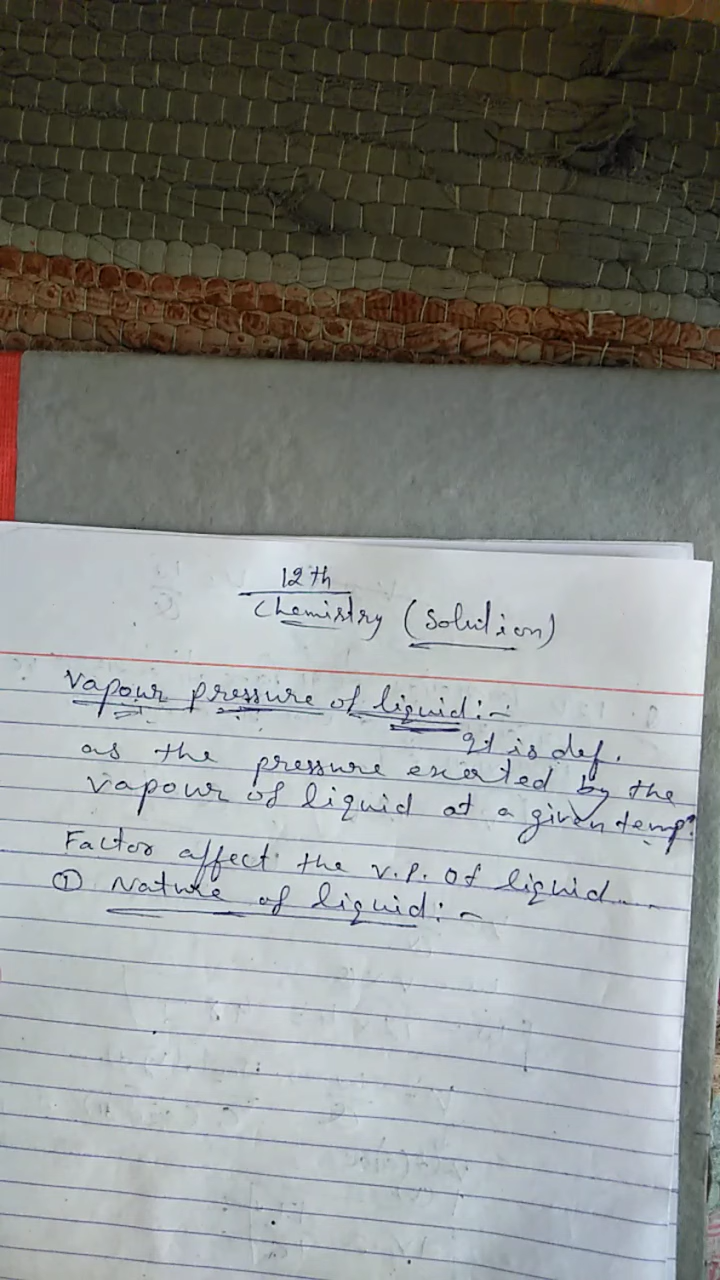 12th
Chemistry (Solution)
Vapour pressure of liquid:-
It is def.
as the pressure exerted by the
vapour of liquid at a given temp.
Factor affect the v.p. of liquid....
① Nature of liquid:-